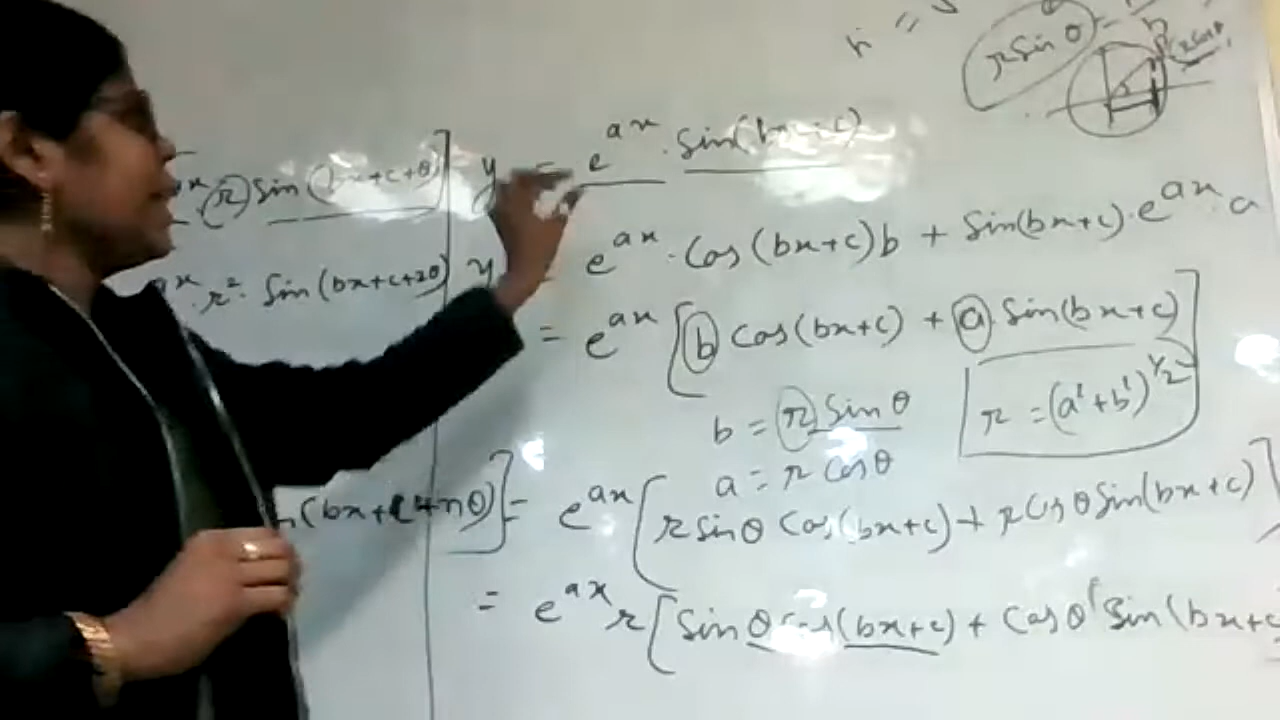 r sin θ =
y = e^{ax} · sin(bx+c)
= e^{ax} · cos(bx+c)b + sin(bx+c) · e^{ax} a
= e^{ax} [b cos(bx+c) + a sin(bx+c)]
b = r sin θ
r = (a² + b²)^{1/2}
a = r cos θ
= e^{ax} [r sin θ cos(bx+c) + r cos θ sin(bx+c)]
= e^{ax} r [sin θ cos(bx+c) + cos θ sin(bx+c
r sin(bx+c+θ)]
r² · sin(bx+c+2θ)
(bx+c+nθ)]